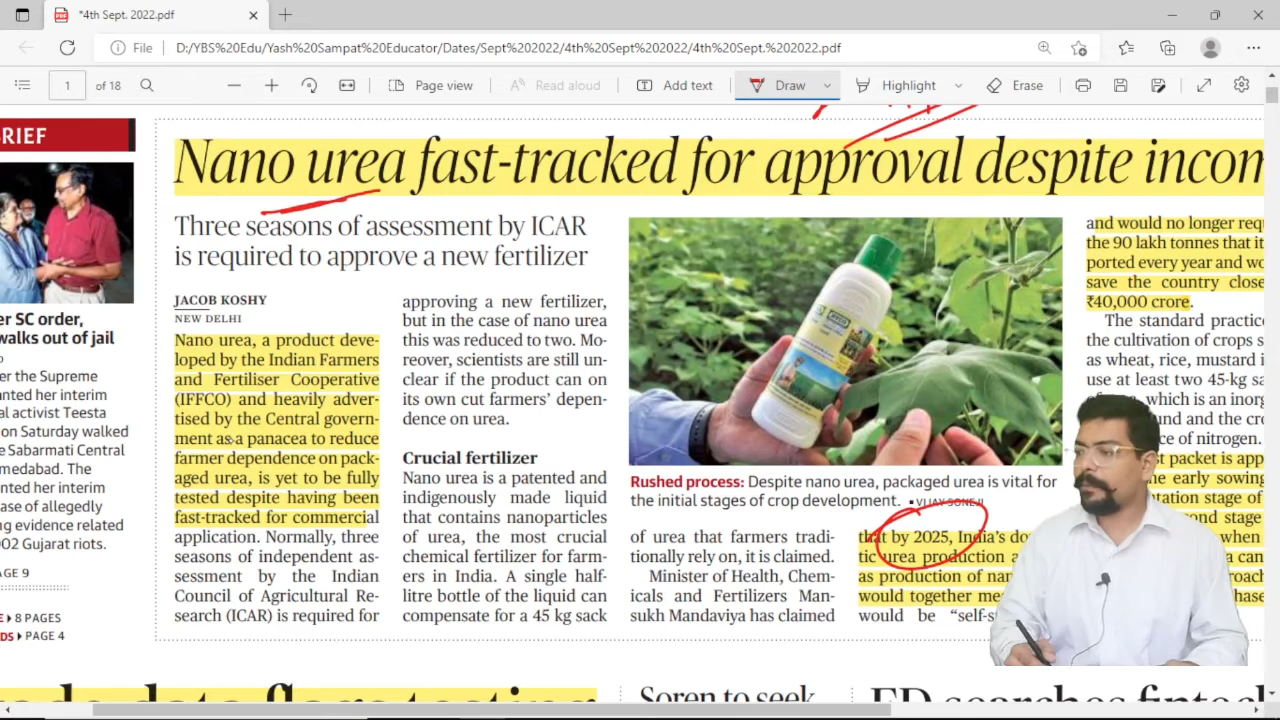 *4th Sept. 2022.pdf
File
D:/YBS%20Edu/Yash%20Sampat%20Educator/Dates/Sept%202022/4th%20Sept%202022/4th%20Sept.%202022.pdf
1 of 18
Page view
Read aloud
Add text
Draw
Highlight
Erase
BRIEF
er SC order,
walks out of jail
er the Supreme
anted her interim
al activist Teesta
on Saturday walked
e Sabarmati Central
medabad. The
nted her interim
ase of allegedly
ng evidence related
002 Gujarat riots.
AGE 9
8 PAGES
DS PAGE 4
Nano urea fast-tracked for approval despite incom
Three seasons of assessment by ICAR
is required to approve a new fertilizer
JACOB KOSHY
NEW DELHI
Nano urea, a product deve-
loped by the Indian Farmers
and Fertiliser Cooperative
(IFFCO) and heavily adver-
tised by the Central govern-
ment as a panacea to reduce
farmer dependence on pack-
aged urea, is yet to be fully
tested despite having been
fast-tracked for commercial
application. Normally, three
seasons of independent as-
sessment by the Indian
Council of Agricultural Re-
search (ICAR) is required for
approving a new fertilizer,
but in the case of nano urea
this was reduced to two. Mo-
reover, scientists are still un-
clear if the product can on
its own cut farmers' depen-
dence on urea.
Crucial fertilizer
Nano urea is a patented and
indigenously made liquid
that contains nanoparticles
of urea, the most crucial
chemical fertilizer for farm-
ers in India. A single half-
litre bottle of the liquid can
compensate for a 45 kg sack
IFFCO
Rushed process: Despite nano urea, packaged urea is vital for
the initial stages of crop development. VIJAY SONEJI
of urea that farmers tradi-
tionally rely on, it is claimed.
Minister of Health, Chem-
icals and Fertilizers Man-
sukh Mandaviya has claimed
that by 2025, India's do
tic urea production a
as production of nan
would together me
would be "self-s
and would no longer req
the 90 lakh tonnes that it
ported every year and wo
save the country close
₹40,000 crore.
The standard practice
the cultivation of crops s
as wheat, rice, mustard i
use at least two 45-kg sa
which is an inorg
und and the cro
ce of nitrogen.
t packet is app
he early sowing
tation stage of
ond stage
when
a can
roach
hase
Soren to seek
ED searches fintech